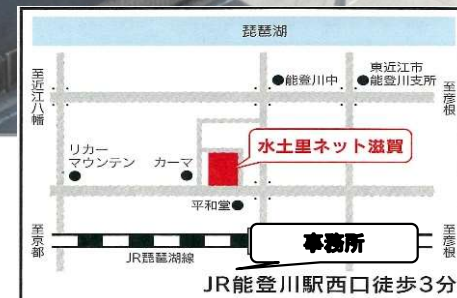 琵琶湖
至近江八幡
●能登川中
東近江市
●能登川支所
至彦根
リカー
マウンテン
カーマ
水土里ネット滋賀
平和堂●
至京都
JR琵琶湖線
事務所
至彦根
JR能登川駅西口徒歩3分